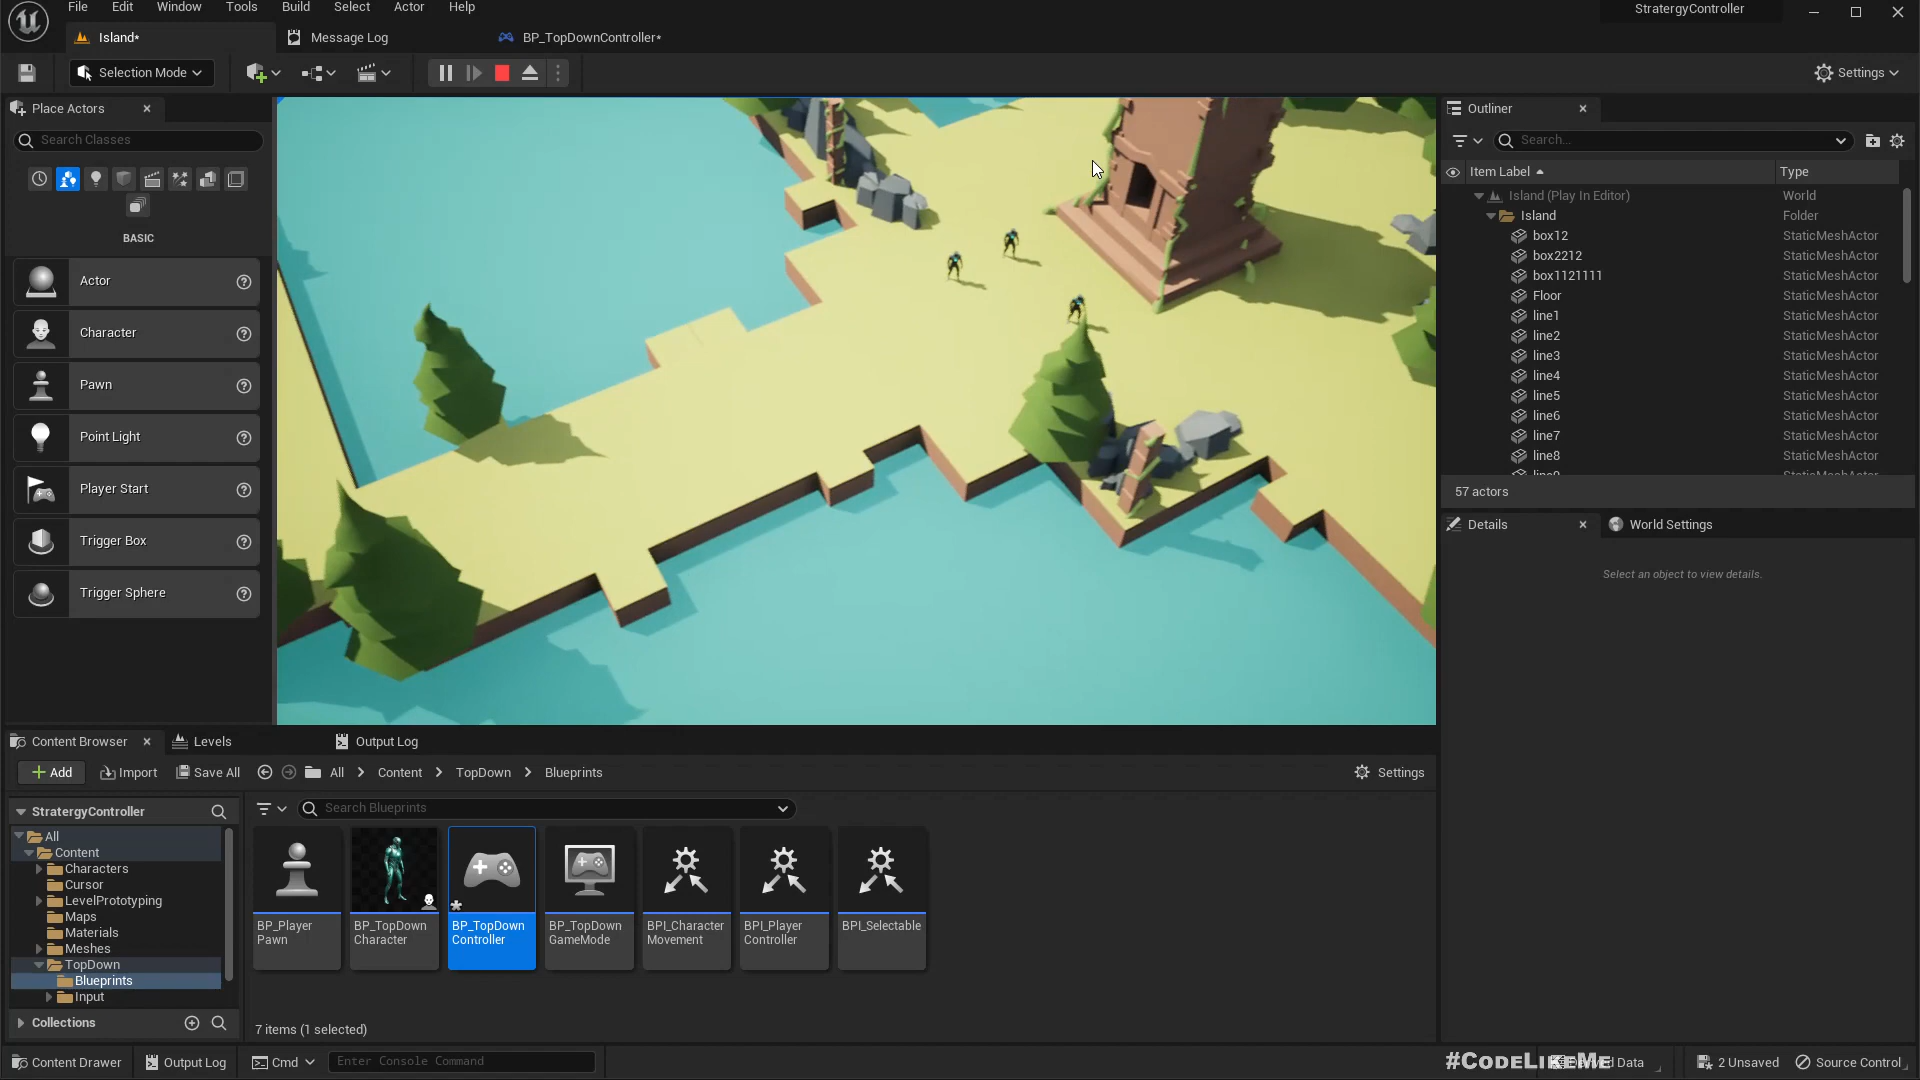 File Edit Window Tools Build Select Actor Help
StratergyController
Island*
Message Log
BP_TopDownController*
Selection Mode
Settings
Place Actors
Search Classes
BASIC
Actor
Character
Pawn
Point Light
Player Start
Trigger Box
Trigger Sphere
Outliner
Search...
Item Label Type
Island (Play In Editor) World
Island Folder
box12 StaticMeshActor
box2212 StaticMeshActor
box1121111 StaticMeshActor
Floor StaticMeshActor
line1 StaticMeshActor
line2 StaticMeshActor
line3 StaticMeshActor
line4 StaticMeshActor
line5 StaticMeshActor
line6 StaticMeshActor
line7 StaticMeshActor
line8 StaticMeshActor
57 actors
Details
World Settings
Select an object to view details.
Content Browser
Levels
Output Log
Add
Import
Save All
All > Content > TopDown > Blueprints
Settings
StratergyController
All
Content
Characters
Cursor
LevelPrototyping
Maps
Materials
Meshes
TopDown
Blueprints
Input
Collections
Search Blueprints
BP_Player
Pawn
BP_TopDown
Character
BP_TopDown
Controller
BP_TopDown
GameMode
BPI_Character
Movement
BPI_Player
Controller
BPI_Selectable
7 items (1 selected)
Content Drawer
Output Log
Cmd
Enter Console Command
#CodeLikeMe
Data
2 Unsaved
Source Control